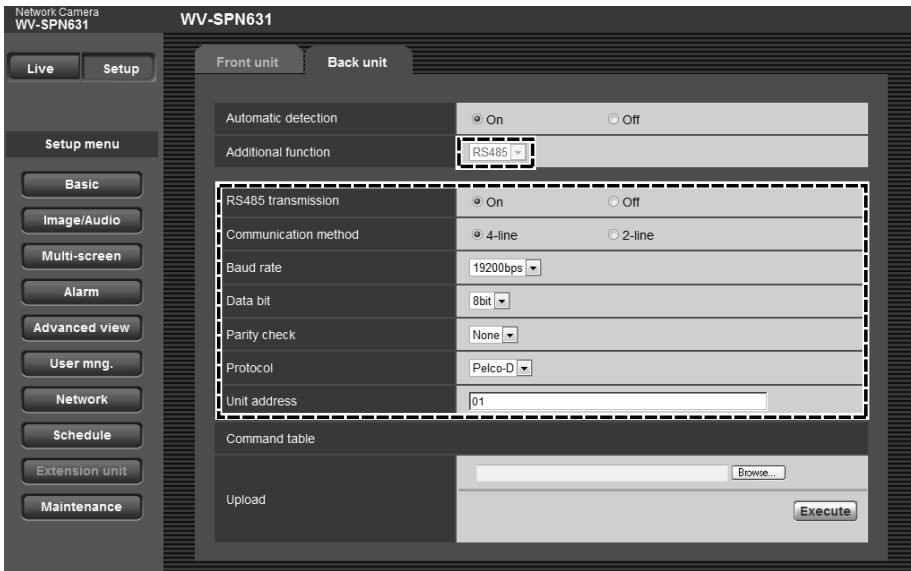 Network Camera
WV-SPN631
WV-SPN631
Live Setup
Front unit Back unit
Setup menu
Basic
Image/Audio
Multi-screen
Alarm
Advanced view
User mng.
Network
Schedule
Extension unit
Maintenance
Automatic detection On Off
Additional function RS485
RS485 transmission On Off
Communication method 4-line 2-line
Baud rate 19200bps
Data bit 8bit
Parity check None
Protocol Pelco-D
Unit address 01
Command table
Upload Browse...
Execute